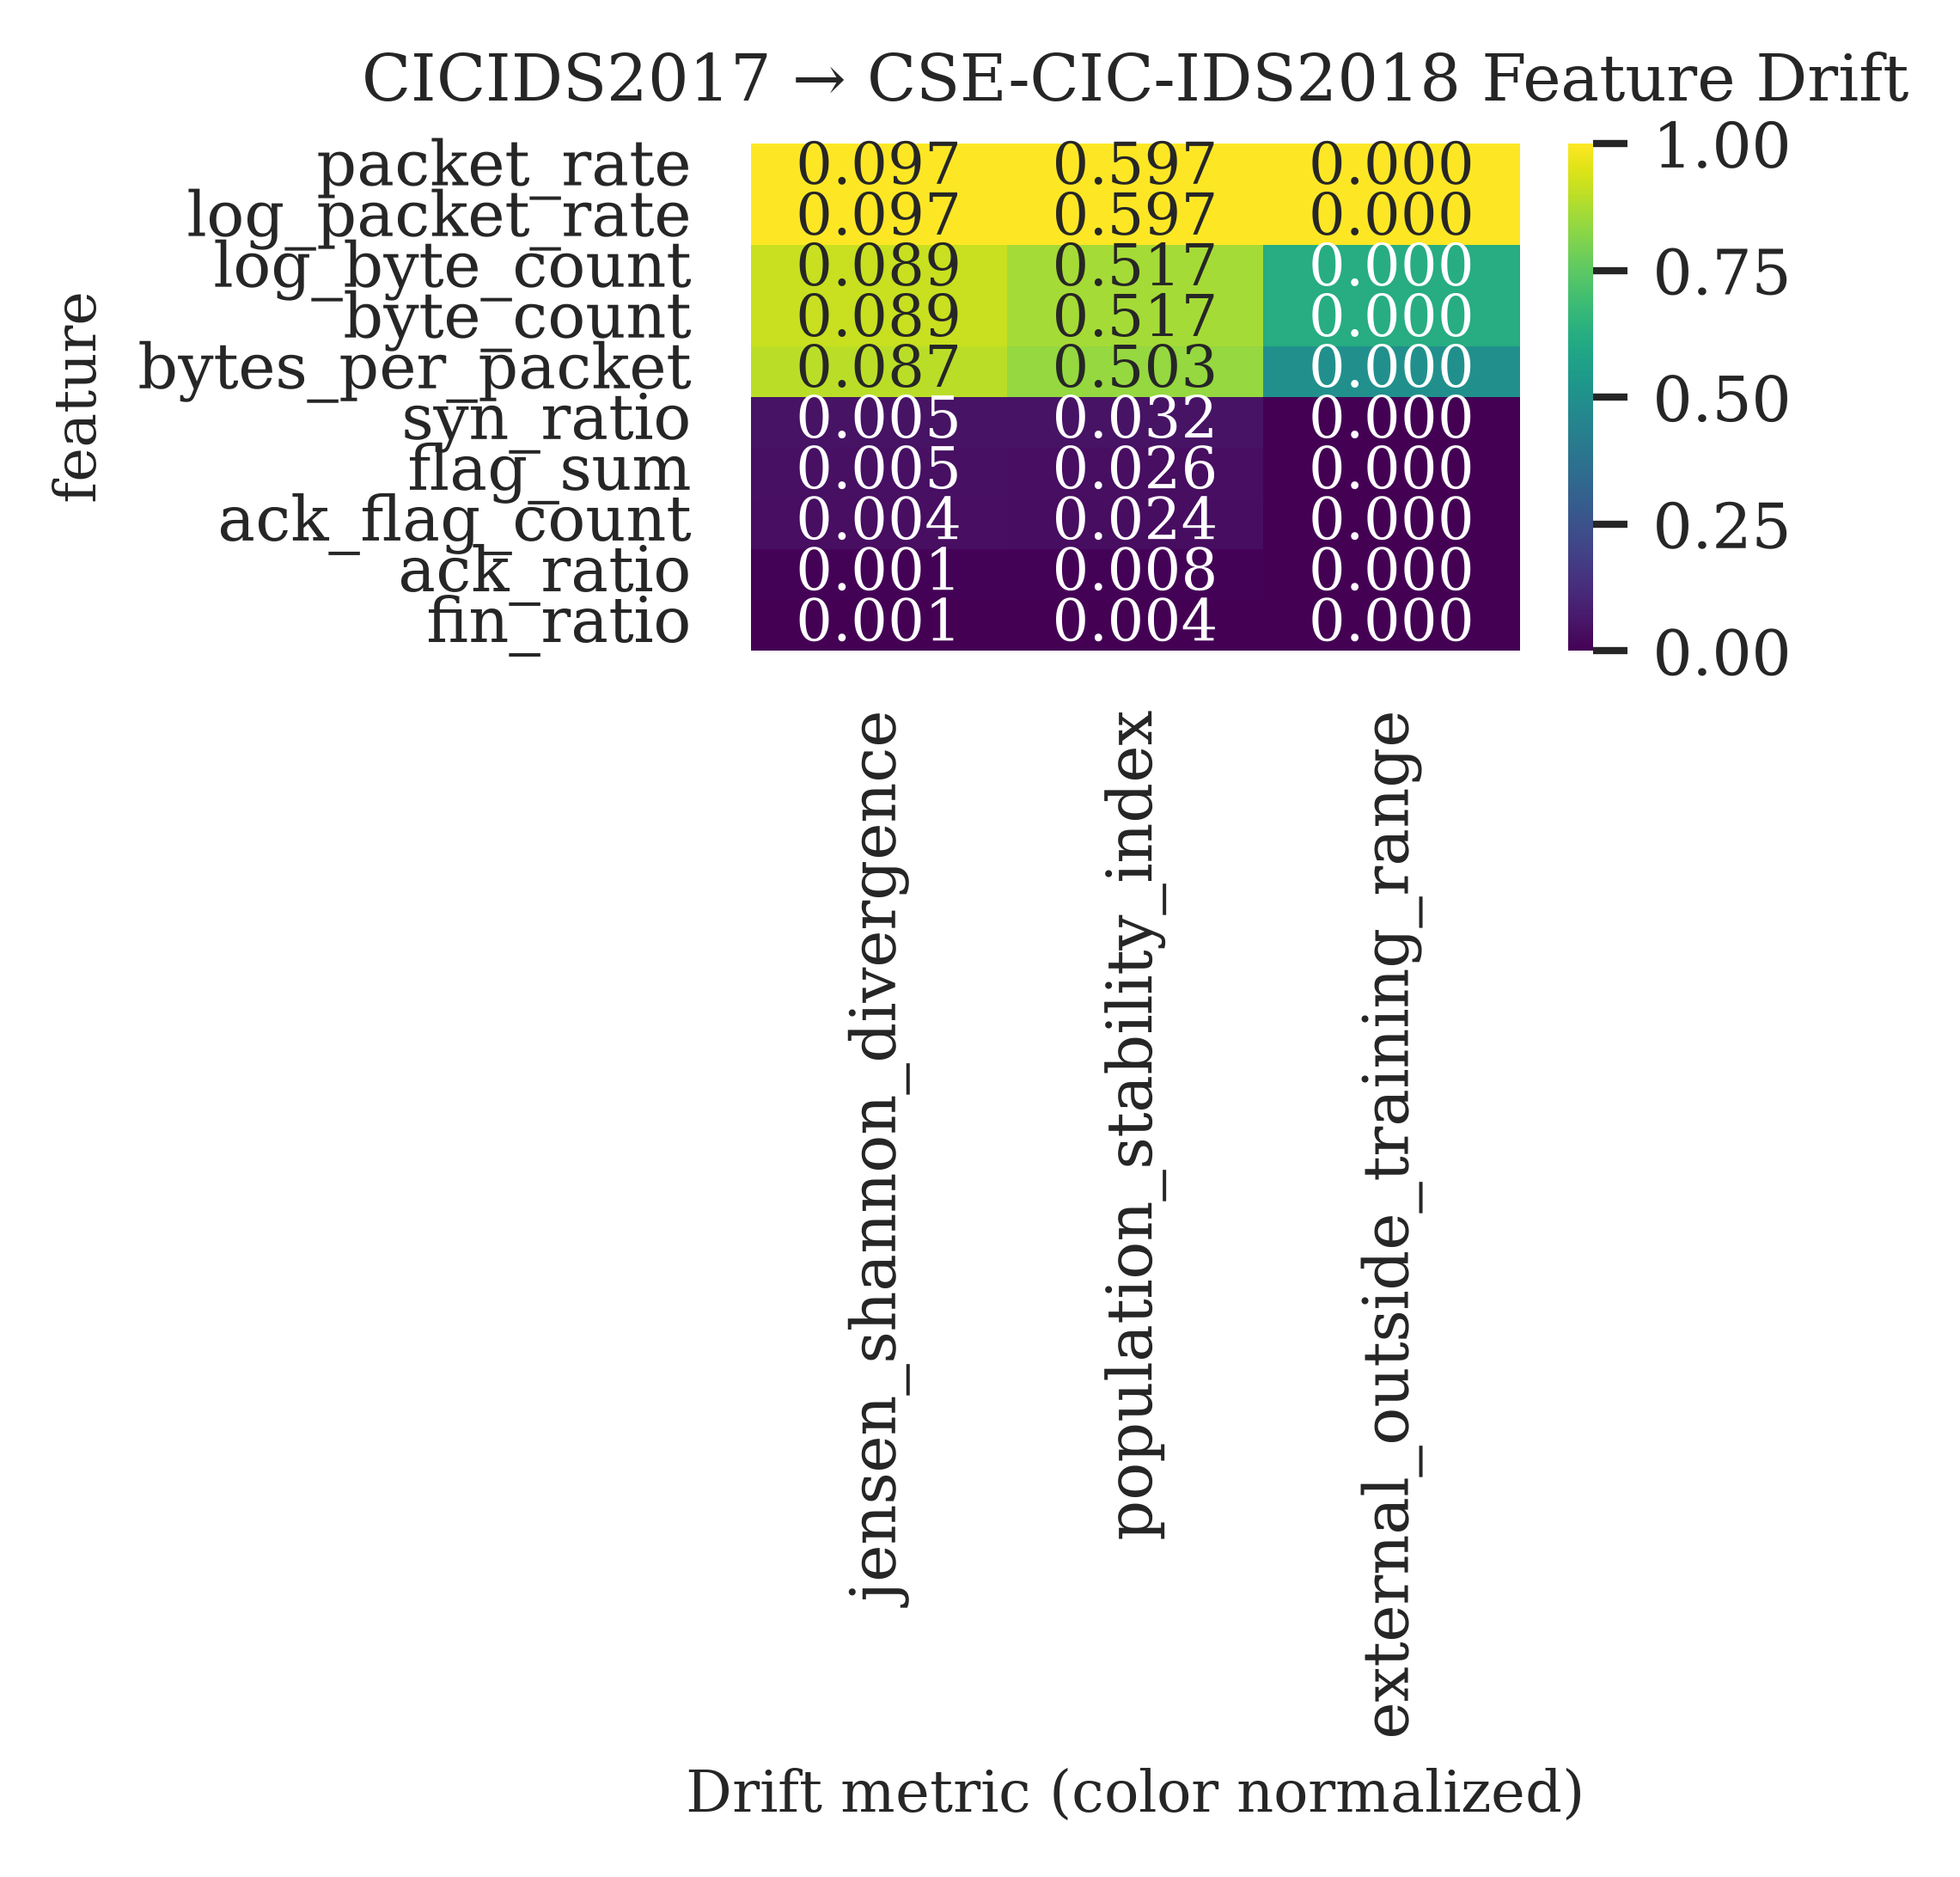 CICIDS2017 → CSE-CIC-IDS2018 Feature Drift
feature
packet_rate 0.097 0.597 0.000
log_packet_rate 0.097 0.597 0.000
log_byte_count 0.089 0.517 0.000
byte_count 0.089 0.517 0.000
bytes_per_packet 0.087 0.503 0.000
syn_ratio 0.005 0.032 0.000
flag_sum 0.005 0.026 0.000
ack_flag_count 0.004 0.024 0.000
ack_ratio 0.001 0.008 0.000
fin_ratio 0.001 0.004 0.000
1.00
0.75
0.50
0.25
0.00
jensen_shannon_divergence
population_stability_index
external_outside_training_range
Drift metric (color normalized)